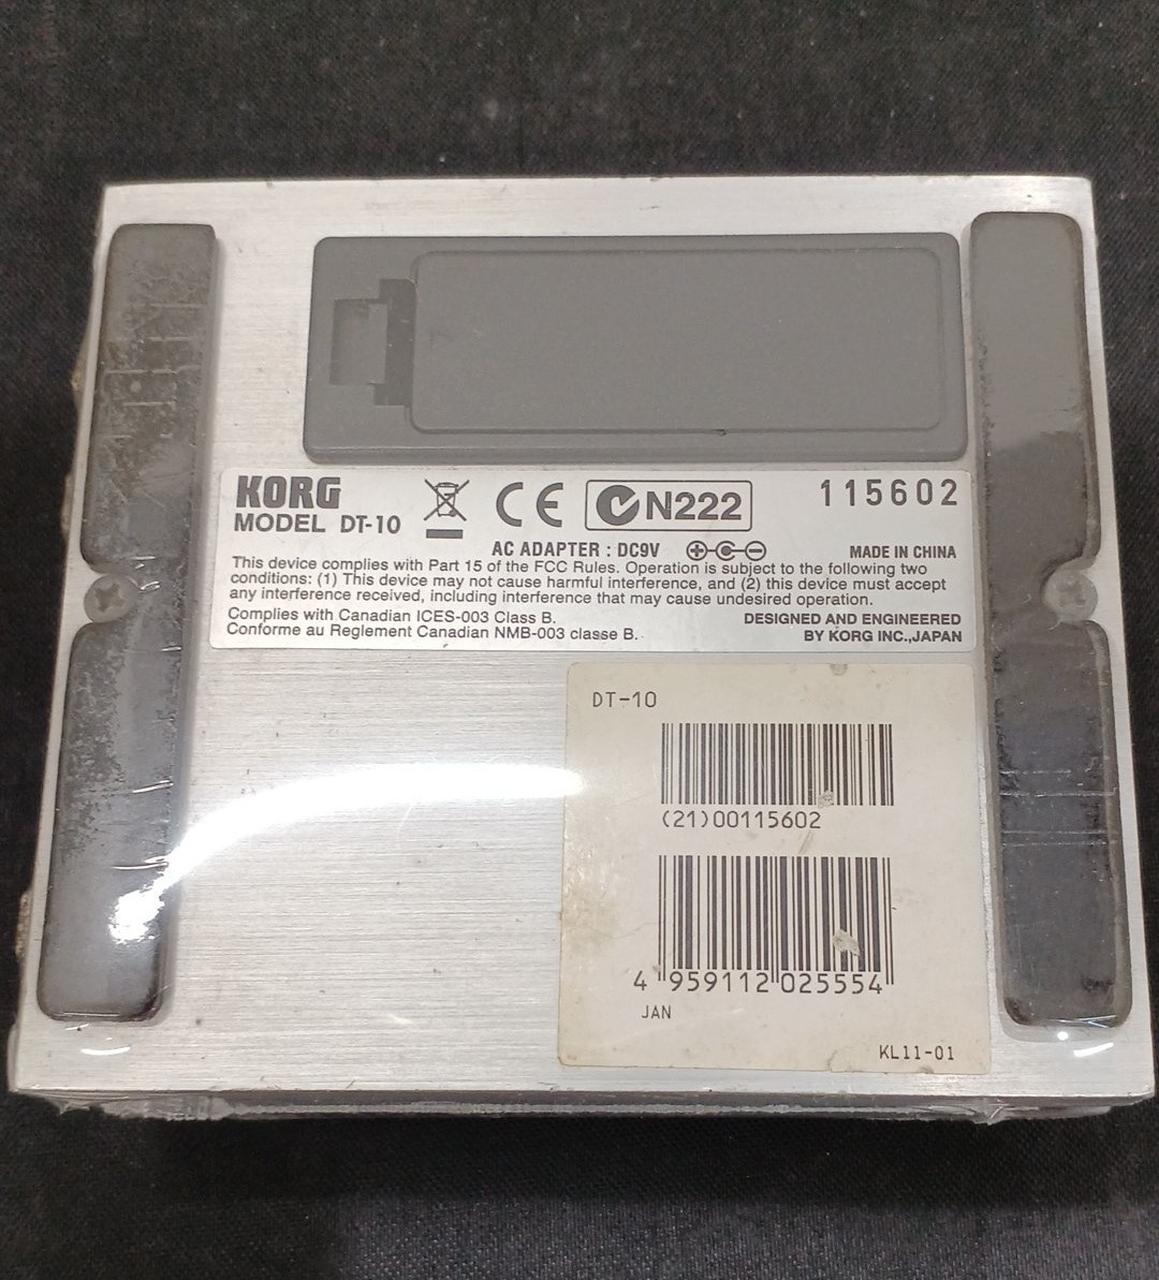 KORG
MODEL DT-10
CE
N222
115602
AC ADAPTER : DC9V
MADE IN CHINA
This device complies with Part 15 of the FCC Rules. Operation is subject to the following two
conditions: (1) This device may not cause harmful interference, and (2) this device must accept
any interference received, including interference that may cause undesired operation.
Complies with Canadian ICES-003 Class B.
Conforme au Reglement Canadien NMB-003 classe B.
DESIGNED AND ENGINEERED
BY KORG INC.,JAPAN
DT-10
(21)00115602
4 959112 025554
JAN
KL11-01